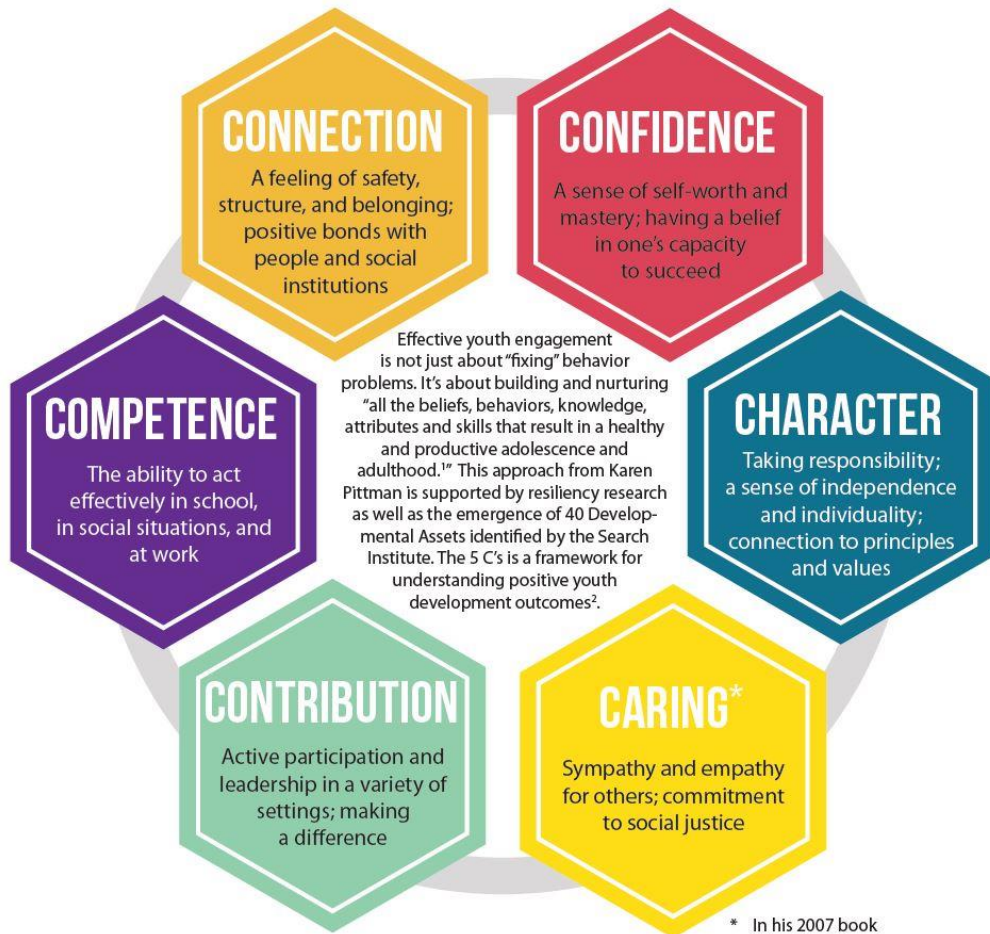 CONNECTION
A feeling of safety,
structure, and belonging;
positive bonds with
people and social
institutions
CONFIDENCE
A sense of self-worth and
mastery; having a belief
in one’s capacity
to succeed
COMPETENCE
The ability to act
effectively in school,
in social situations, and
at work
Effective youth engagement
is not just about “fixing” behavior
problems. It’s about building and nurturing
“all the beliefs, behaviors, knowledge,
attributes and skills that result in a healthy
and productive adolescence and
adulthood.¹” This approach from Karen
Pittman is supported by resiliency research
as well as the emergence of 40 Develop-
mental Assets identified by the Search
Institute. The 5 C’s is a framework for
understanding positive youth
development outcomes².
CHARACTER
Taking responsibility;
a sense of independence
and individuality;
connection to principles
and values
CONTRIBUTION
Active participation and
leadership in a variety of
settings; making
a difference
CARING*
Sympathy and empathy
for others; commitment
to social justice
* In his 2007 book